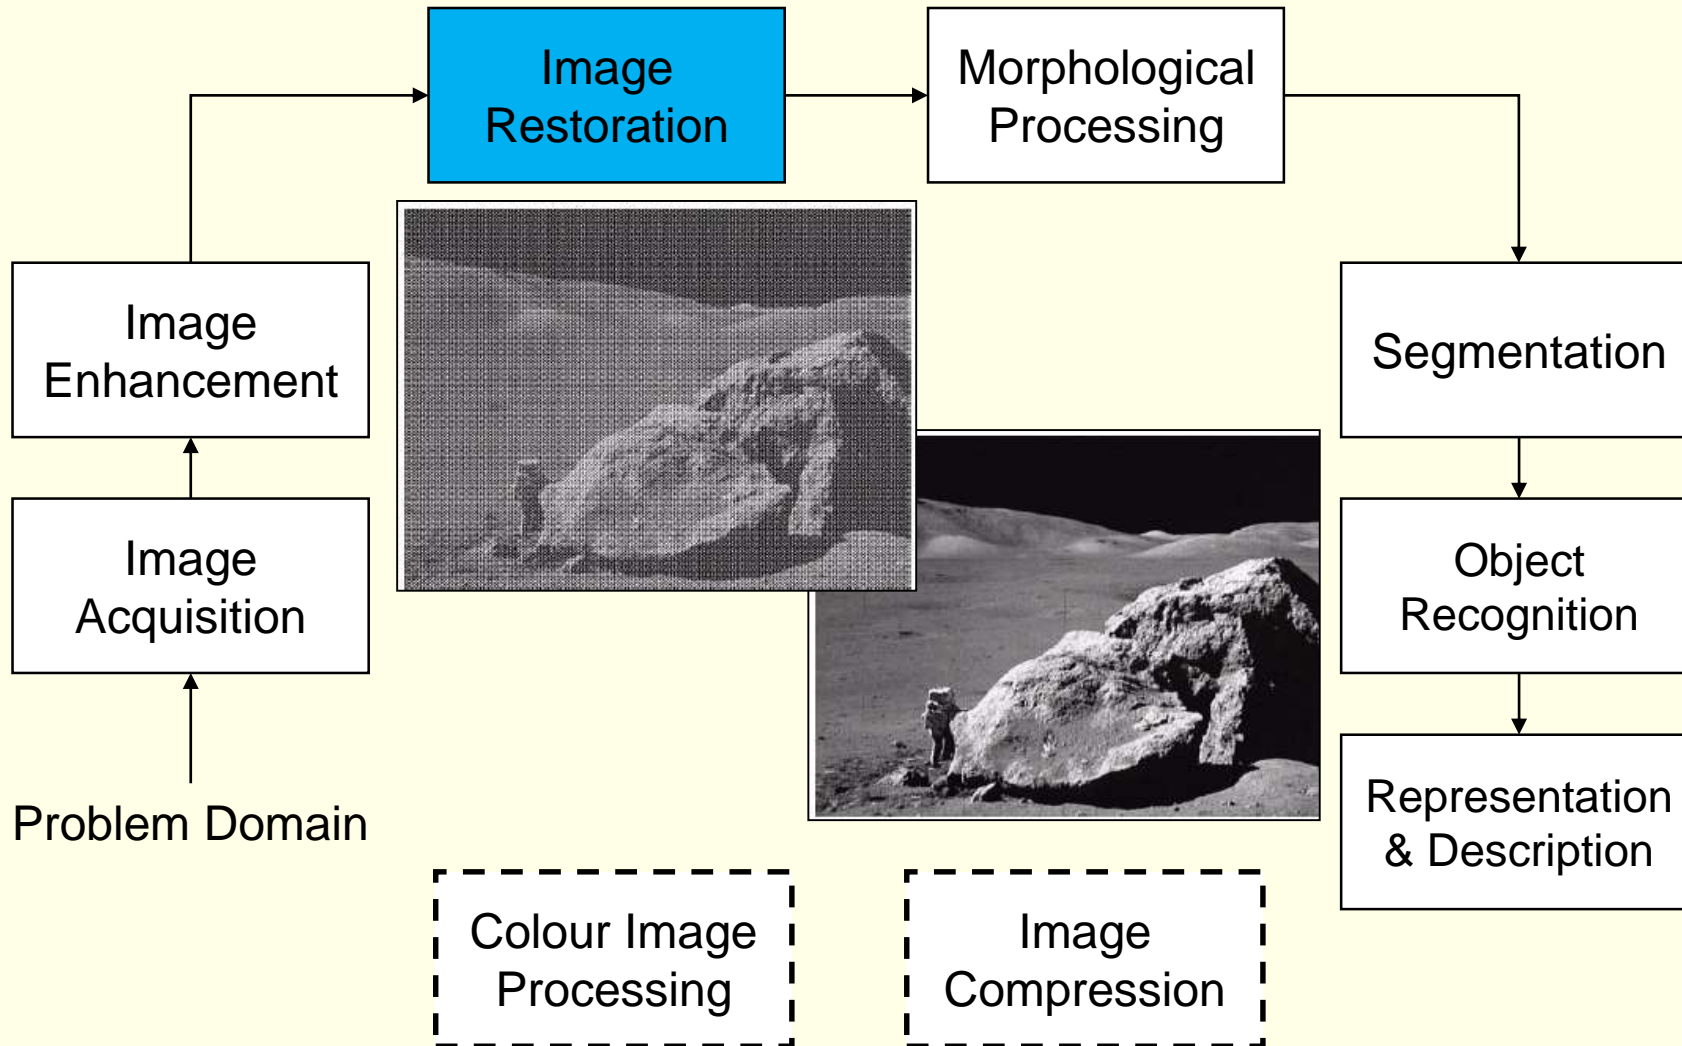 Image
Restoration
Morphological
Processing
Image
Enhancement
Segmentation
Image
Acquisition
Object
Recognition
Problem Domain
Representation
& Description
Colour Image
Processing
Image
Compression